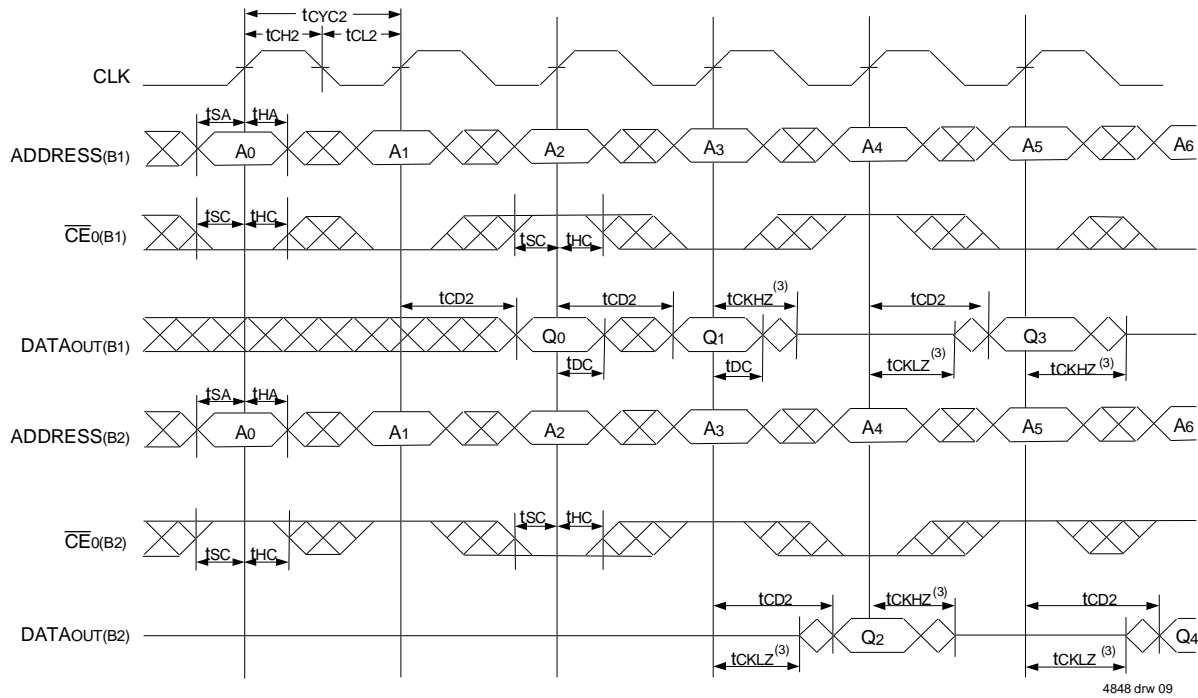 tCYC2
tCH2 tCL2
CLK
tSA tHA
ADDRESS(B1) A0 A1 A2 A3 A4 A5 A6
tSC tHC
CE0(B1)
tSC tHC
tCD2 tCD2 tCKHZ(3) tCD2
DATAOUT(B1) Q0 Q1 Q3
tDC tDC tCKLZ(3) tCKHZ(3)
tSA tHA
ADDRESS(B2) A0 A1 A2 A3 A4 A5 A6
tSC tHC
CE0(B2)
tSC tHC
tCD2 tCKHZ(3) tCD2
DATAOUT(B2) Q2 Q4
tCKLZ(3) tCKLZ(3)
4848 drw 09